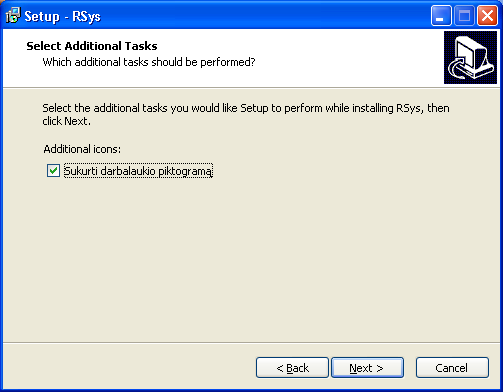 Setup - RSys
Select Additional Tasks
Which additional tasks should be performed?
Select the additional tasks you would like Setup to perform while installing RSys, then
click Next.
Additional icons:
Sukurti darbalaukio piktogramą
< Back
Next >
Cancel